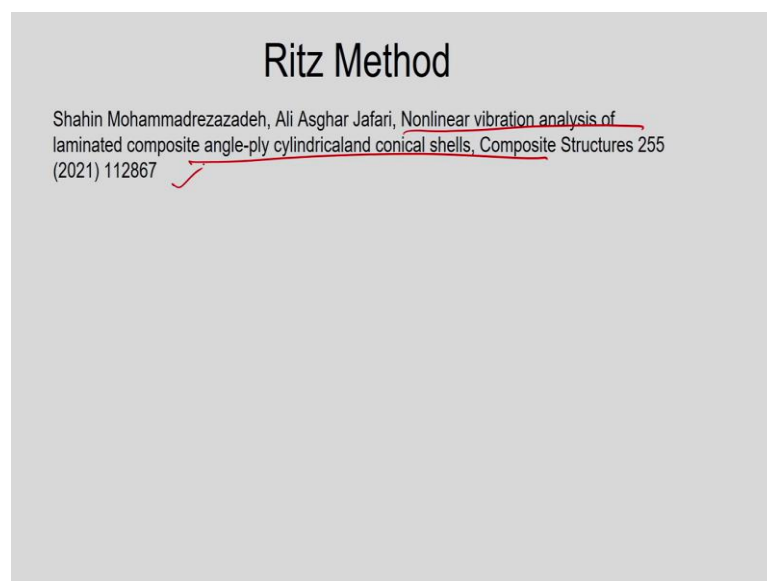 Ritz Method
Shahin Mohammadrezazadeh, Ali Asghar Jafari, Nonlinear vibration analysis of
laminated composite angle-ply cylindricaland conical shells, Composite Structures 255
(2021) 112867